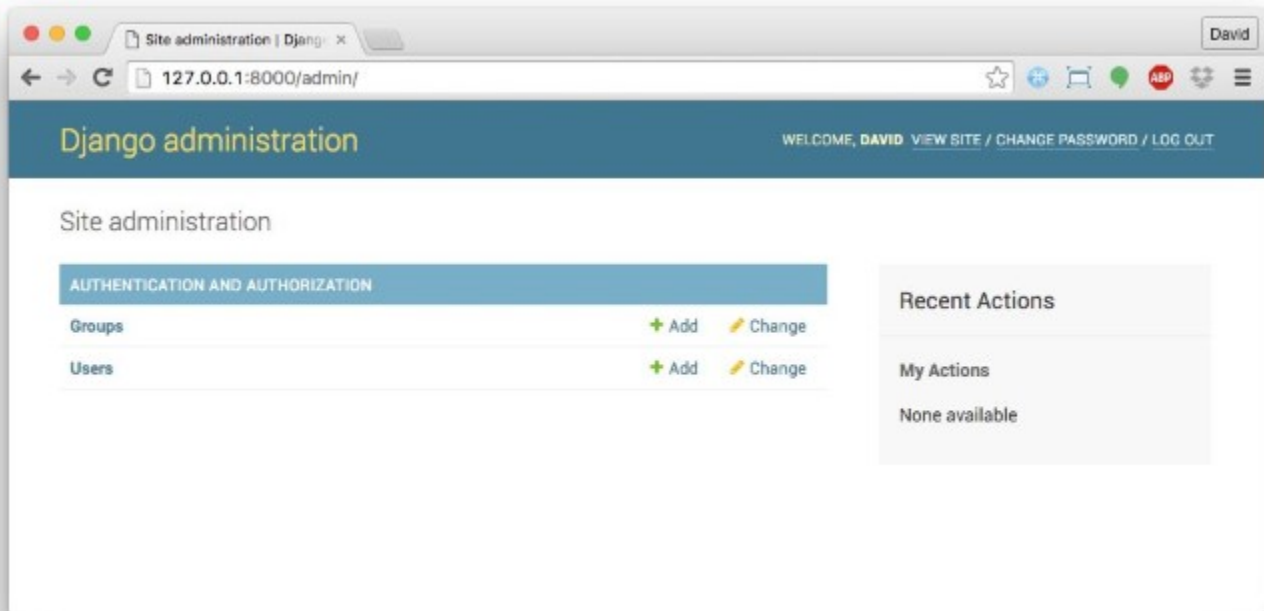 Site administration | Djang
David
127.0.0.1:8000/admin/
ABP
Django administration
WELCOME, DAVID VIEW SITE / CHANGE PASSWORD / LOG OUT
Site administration
AUTHENTICATION AND AUTHORIZATION
Groups + Add Change
Users + Add Change
Recent Actions
My Actions
None available